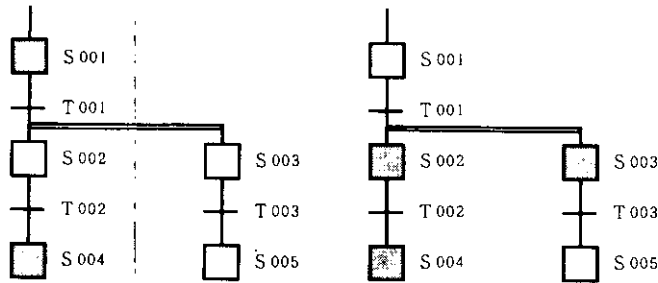 S 001 S 001
T 001 T 001
S 002 S 003 S 002 S 003
T 002 T 003 T 002 T 003
S 004 S 005 S 004 S 005